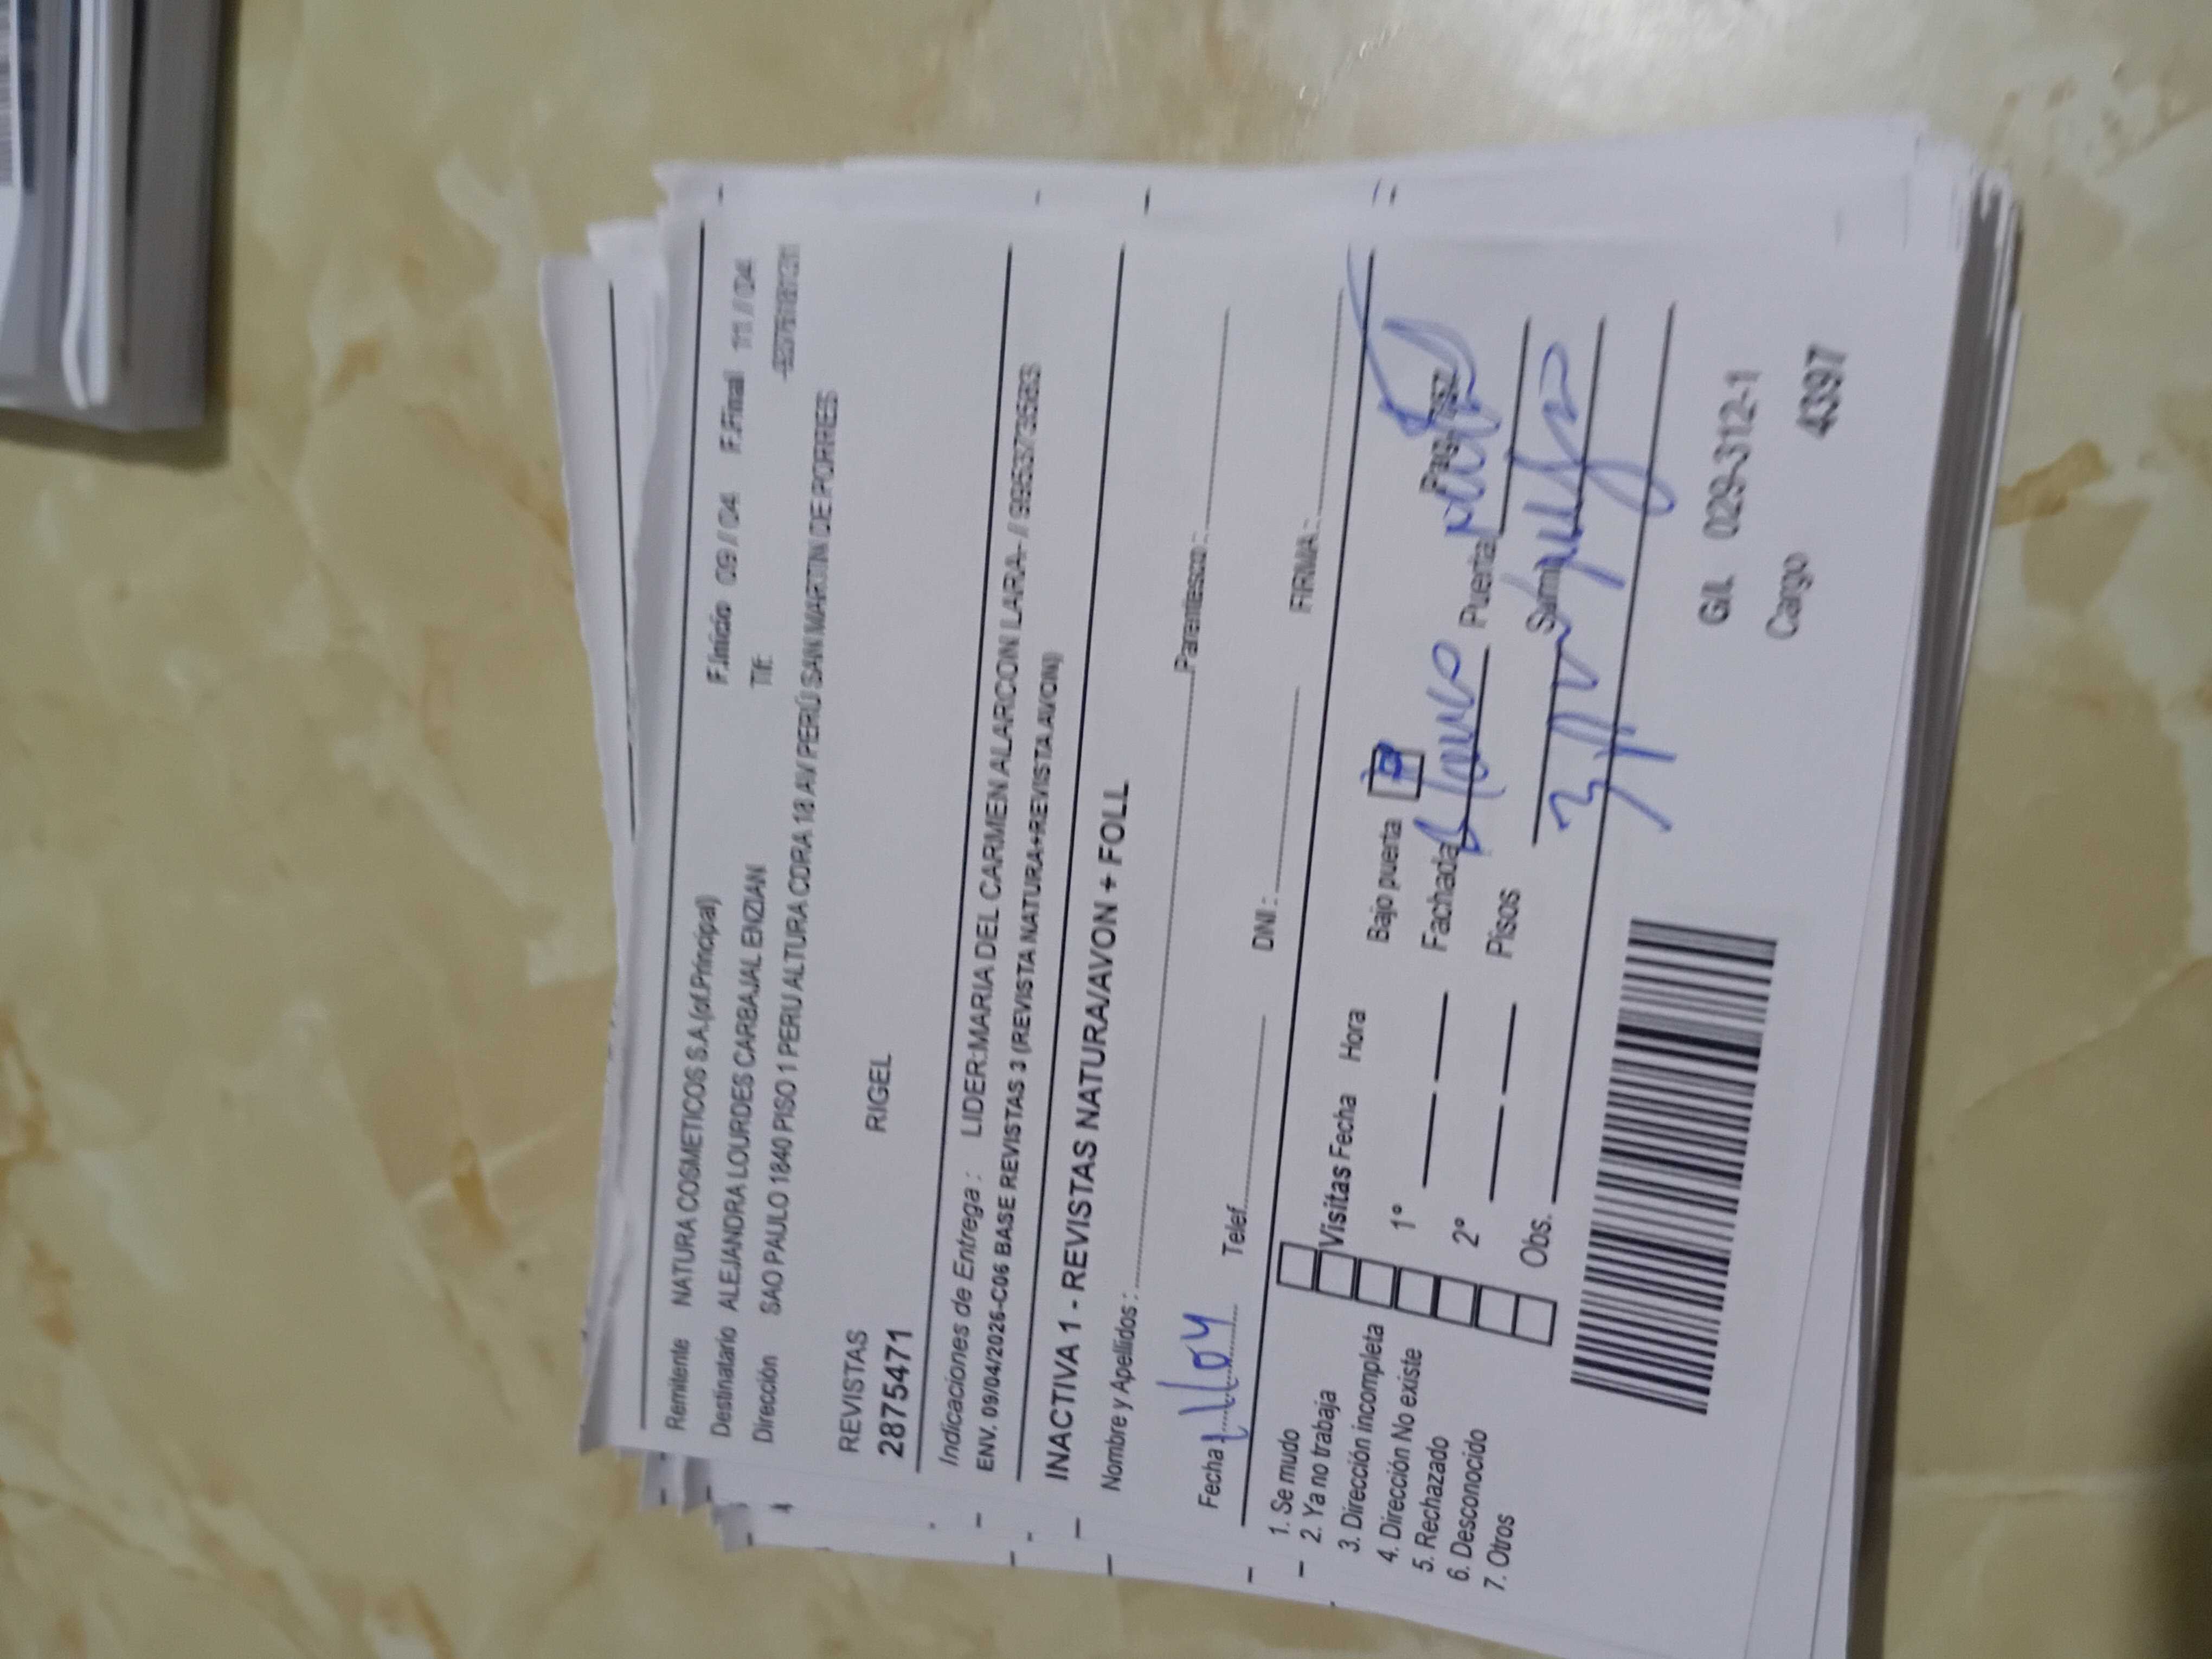 Remitente NATURA COSMETICOS S.A.(of.Principal)
Destinatario ALEJANDRA LOURDES CARBAJAL ENZIAN F.Inicio 09/04 F.Final 11/04
Dirección SAO PAULO 1840 PISO 1 PERU ALTURA CDRA 18 AV PERÚ SAN MARTIN DE PORRES Tlf:
REVISTAS RIGEL
2875471
Indicaciones de Entrega : LIDER:MARIA DEL CARMEN ALARCON LARA- /
ENV. 09/04/2026-C06 BASE REVISTAS 3 (REVISTA NATURA+REVISTA AVON)
INACTIVA 1 - REVISTAS NATURA/AVON + FOLL
Nombre y Apellidos : Parentesco :
Fecha 11/04 Telef. DNI : FIRMA :
1. Se mudo
2. Ya no trabaja
3. Dirección incompleta
4. Dirección No existe
5. Rechazado
6. Desconocido
7. Otros
Visitas Fecha Hora Bajo puerta
1° Fachada Blanco Puerta
2° Pisos 3 Sumin
Obs.
G/L 029-312-1
Cargo 4397